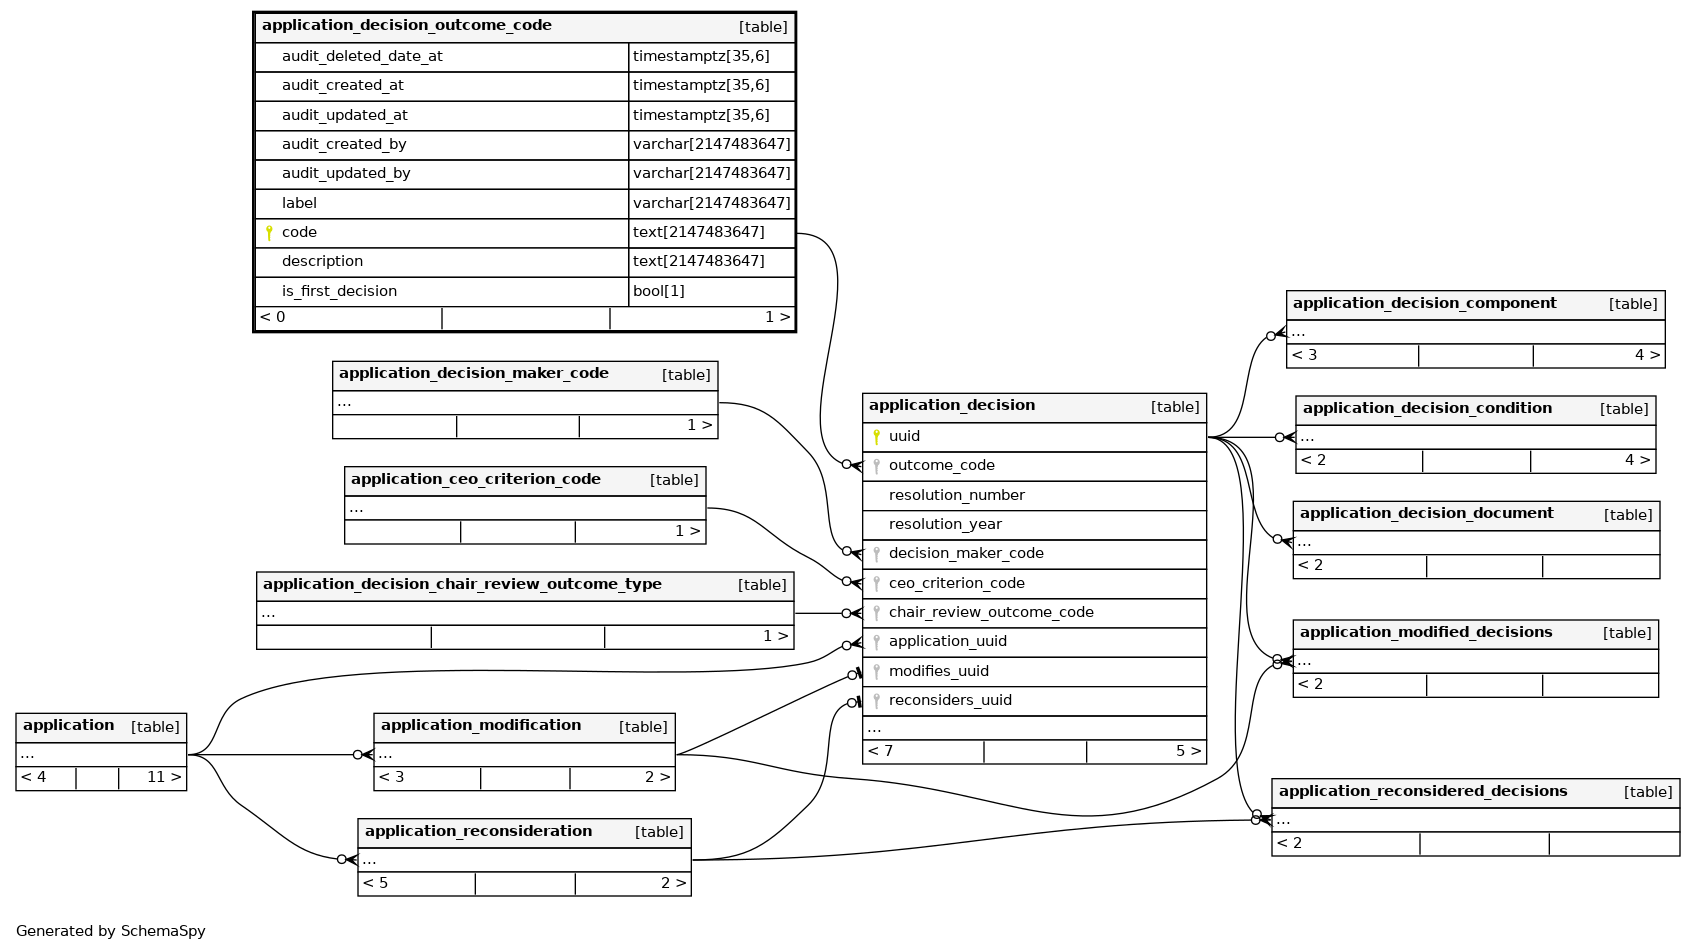 application_decision_outcome_code [table]
audit_deleted_date_at timestamptz[35,6]
audit_created_at timestamptz[35,6]
audit_updated_at timestamptz[35,6]
audit_created_by varchar[2147483647]
audit_updated_by varchar[2147483647]
label varchar[2147483647]
code text[2147483647]
description text[2147483647]
is_first_decision bool[1]
< 0 1 >
application_decision_maker_code [table]
...
1 >
application_ceo_criterion_code [table]
...
1 >
application_decision_chair_review_outcome_type [table]
...
1 >
application [table]
...
< 4 11 >
application_modification [table]
...
< 3 2 >
application_reconsideration [table]
...
< 5 2 >
application_decision [table]
uuid
outcome_code
resolution_number
resolution_year
decision_maker_code
ceo_criterion_code
chair_review_outcome_code
application_uuid
modifies_uuid
reconsiders_uuid
...
< 7 5 >
application_decision_component [table]
...
< 3 4 >
application_decision_condition [table]
...
< 2 4 >
application_decision_document [table]
...
< 2
application_modified_decisions [table]
...
< 2
application_reconsidered_decisions [table]
...
< 2
Generated by SchemaSpy